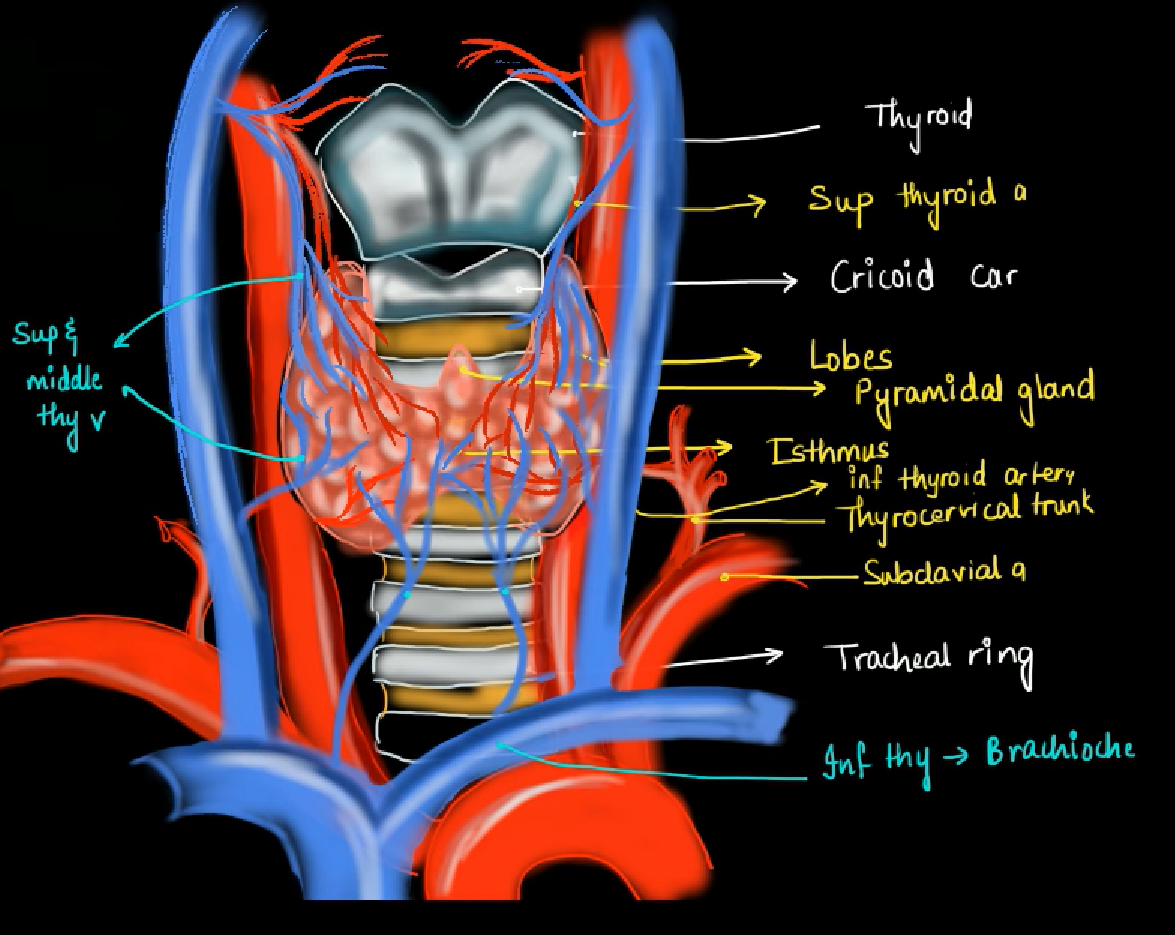 Thyroid
Sup thyroid a
Cricoid car
Sup &
middle
thy v
Lobes
Pyramidal gland
Isthmus
inf thyroid artery
Thyrocervical trunk
Subclavial a
Tracheal ring
Inf thy → Brachioche